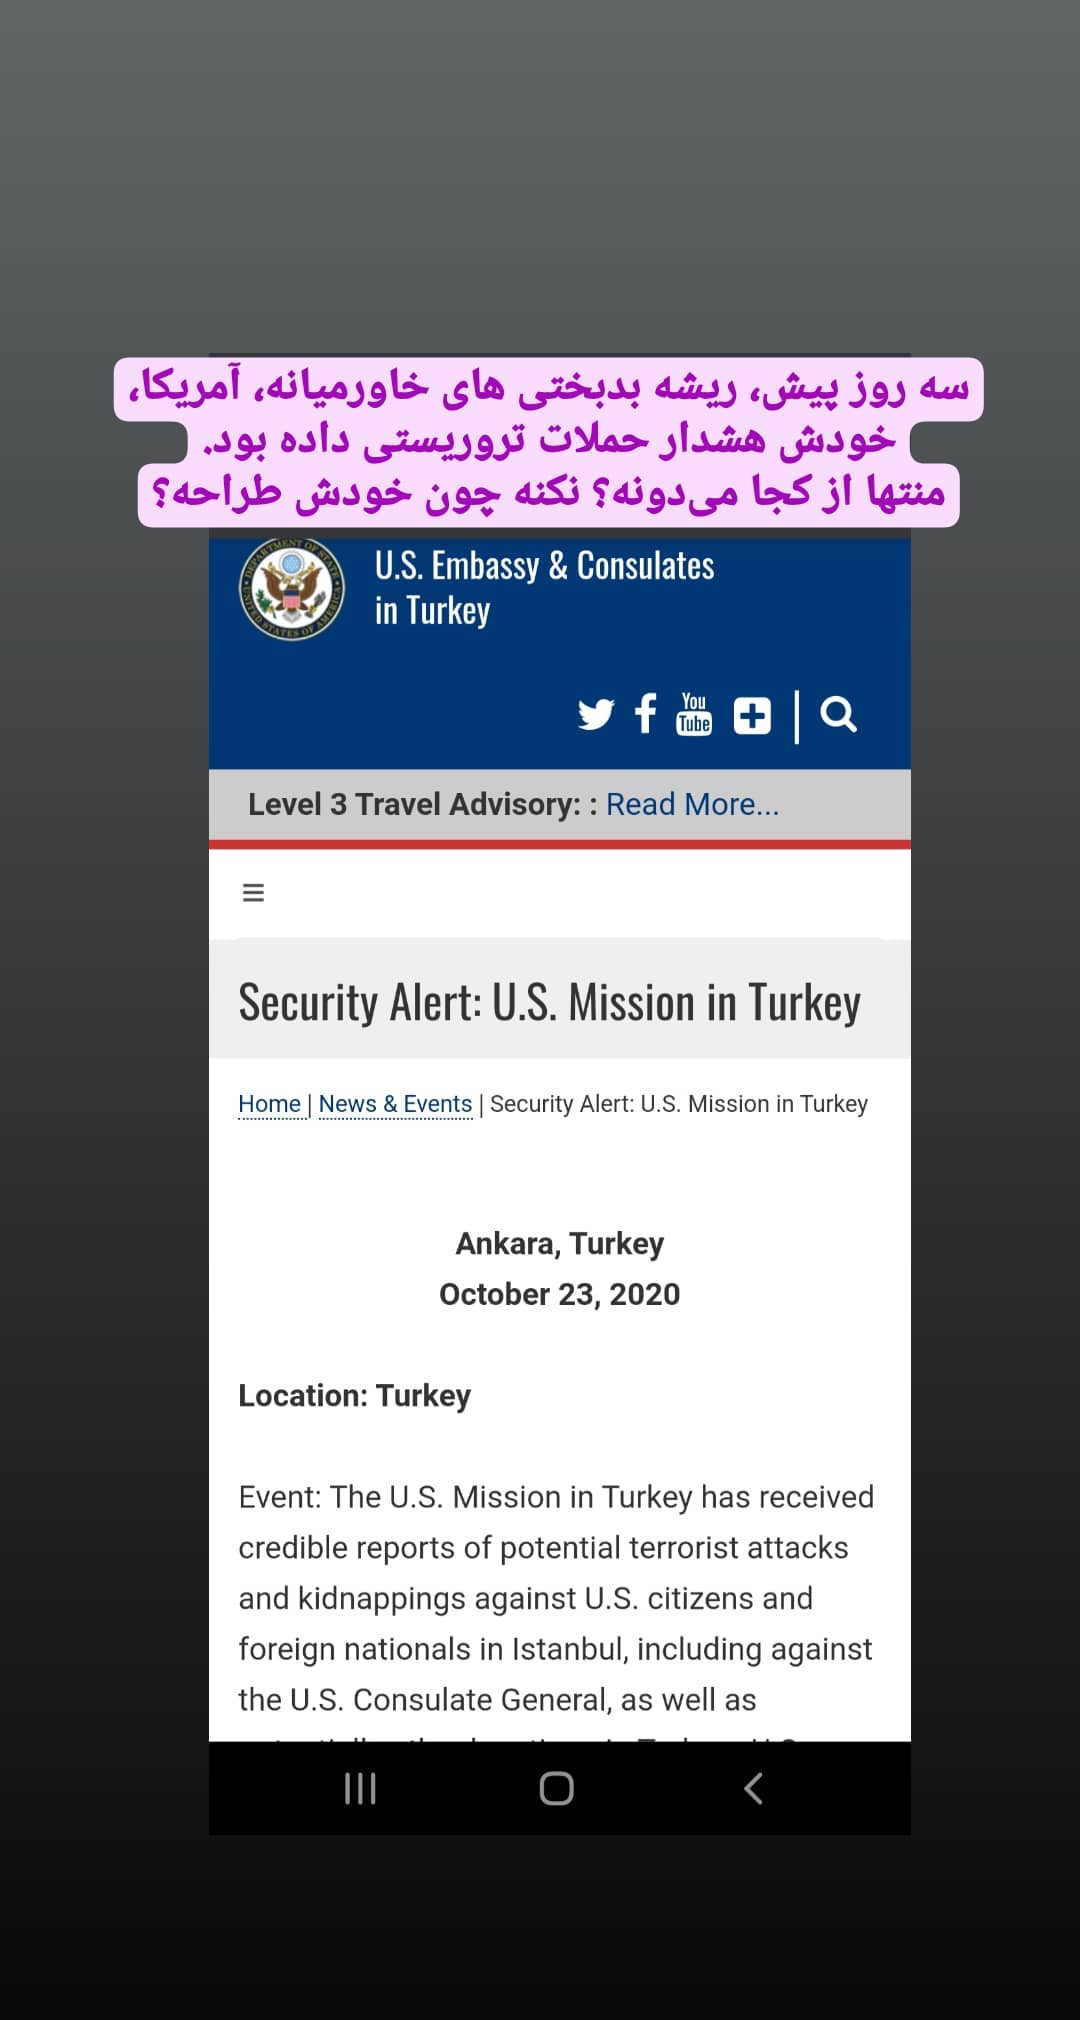 سه روز پیش، ریشه بدبختی های خاورمیانه، آمریکا،
خودش هشدار حملات تروریستی داده بود.
منتها از کجا می‌دونه؟ نکنه چون خودش طراحه؟
U.S. Embassy & Consulates
in Turkey
You
Tube
Level 3 Travel Advisory: : Read More...
Security Alert: U.S. Mission in Turkey
Home | News & Events | Security Alert: U.S. Mission in Turkey
Ankara, Turkey
October 23, 2020
Location: Turkey
Event: The U.S. Mission in Turkey has received
credible reports of potential terrorist attacks
and kidnappings against U.S. citizens and
foreign nationals in Istanbul, including against
the U.S. Consulate General, as well as